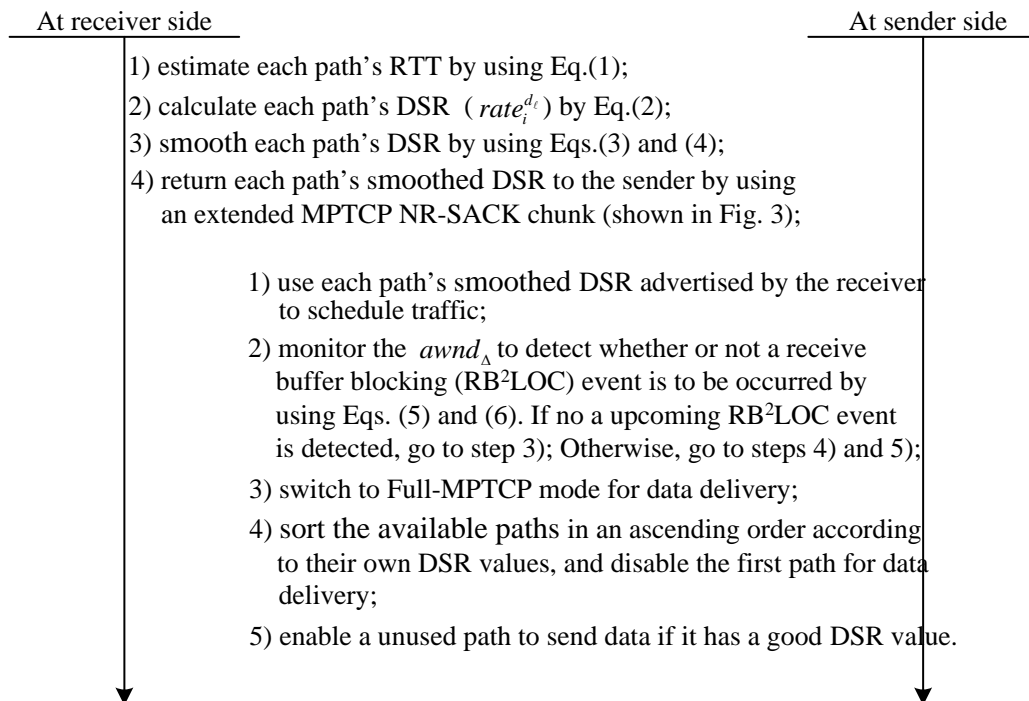 At receiver side
At sender side
1) estimate each path's RTT by using Eq.(1);
2) calculate each path's DSR ( rate_i^{d_ℓ} ) by Eq.(2);
3) smooth each path's DSR by using Eqs.(3) and (4);
4) return each path's smoothed DSR to the sender by using
an extended MPTCP NR-SACK chunk (shown in Fig. 3);
1) use each path's smoothed DSR advertised by the receiver
to schedule traffic;
2) monitor the awnd_Δ to detect whether or not a receive
buffer blocking (RB²LOC) event is to be occurred by
using Eqs. (5) and (6). If no a upcoming RB²LOC event
is detected, go to step 3); Otherwise, go to steps 4) and 5);
3) switch to Full-MPTCP mode for data delivery;
4) sort the available paths in an ascending order according
to their own DSR values, and disable the first path for data
delivery;
5) enable a unused path to send data if it has a good DSR value.